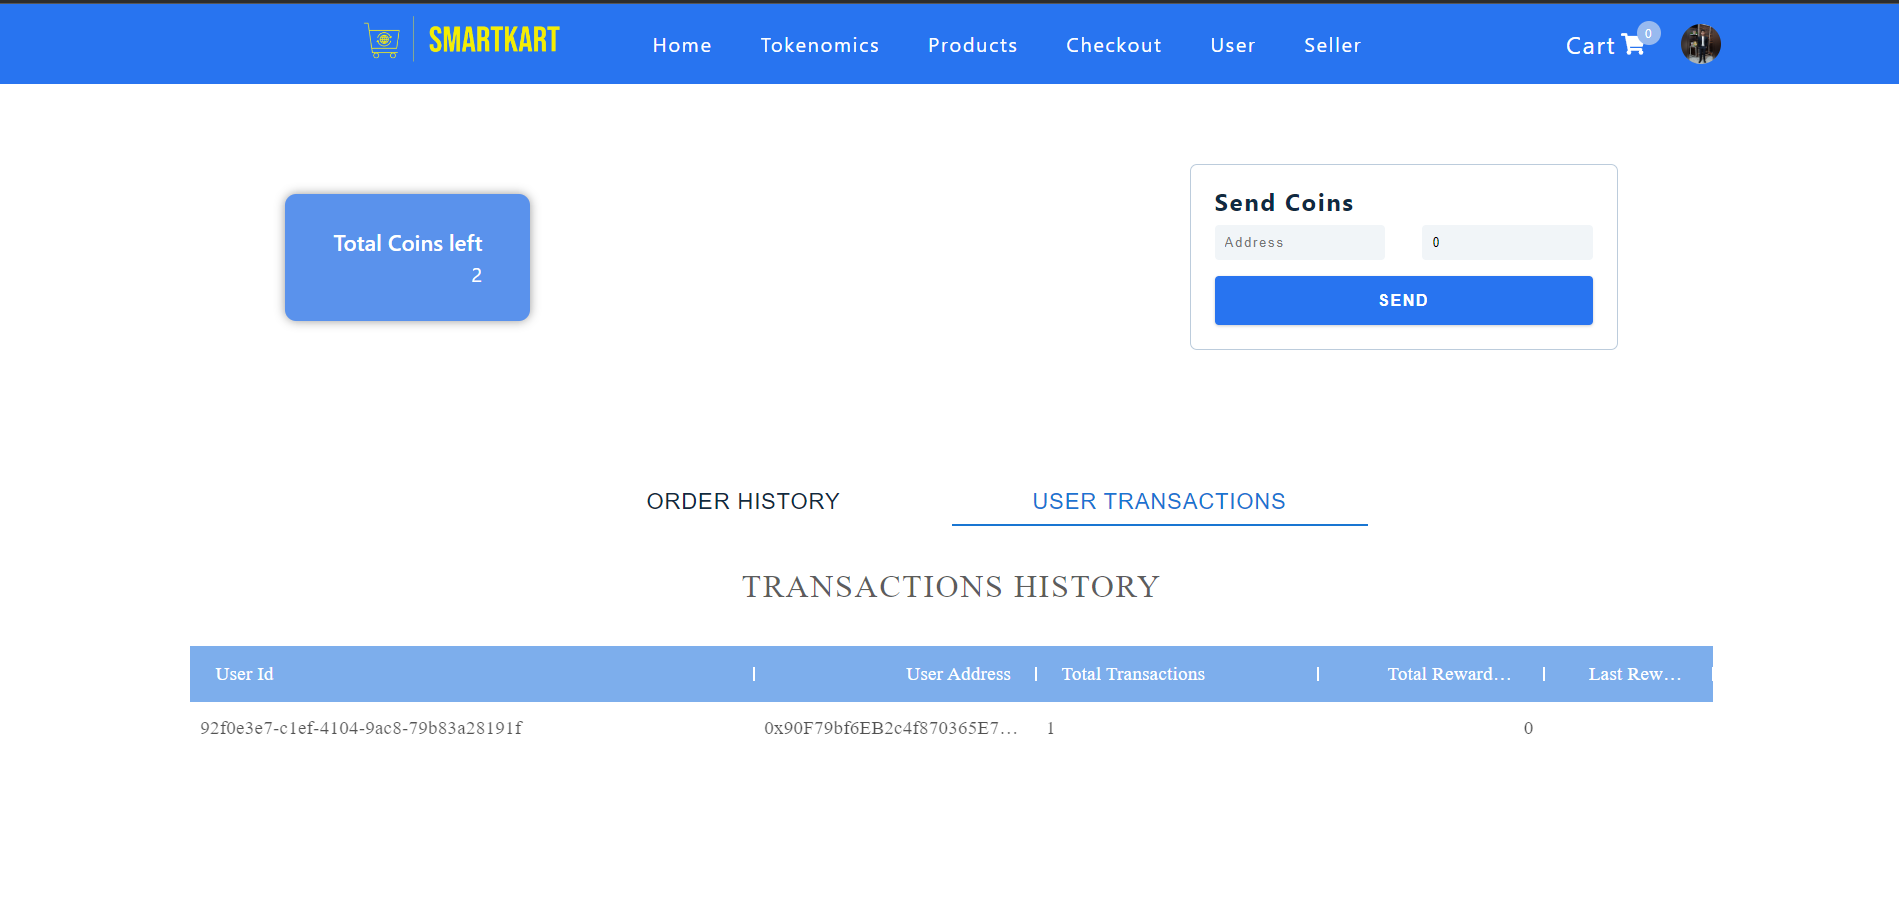 SMARTKART Home Tokenomics Products Checkout User Seller Cart 0
Total Coins left
2
Send Coins
Address 0
SEND
ORDER HISTORY USER TRANSACTIONS
TRANSACTIONS HISTORY
User Id User Address Total Transactions Total Reward… Last Rew…
92f0e3e7-c1ef-4104-9ac8-79b83a28191f 0x90F79bf6EB2c4f870365E7… 1 0